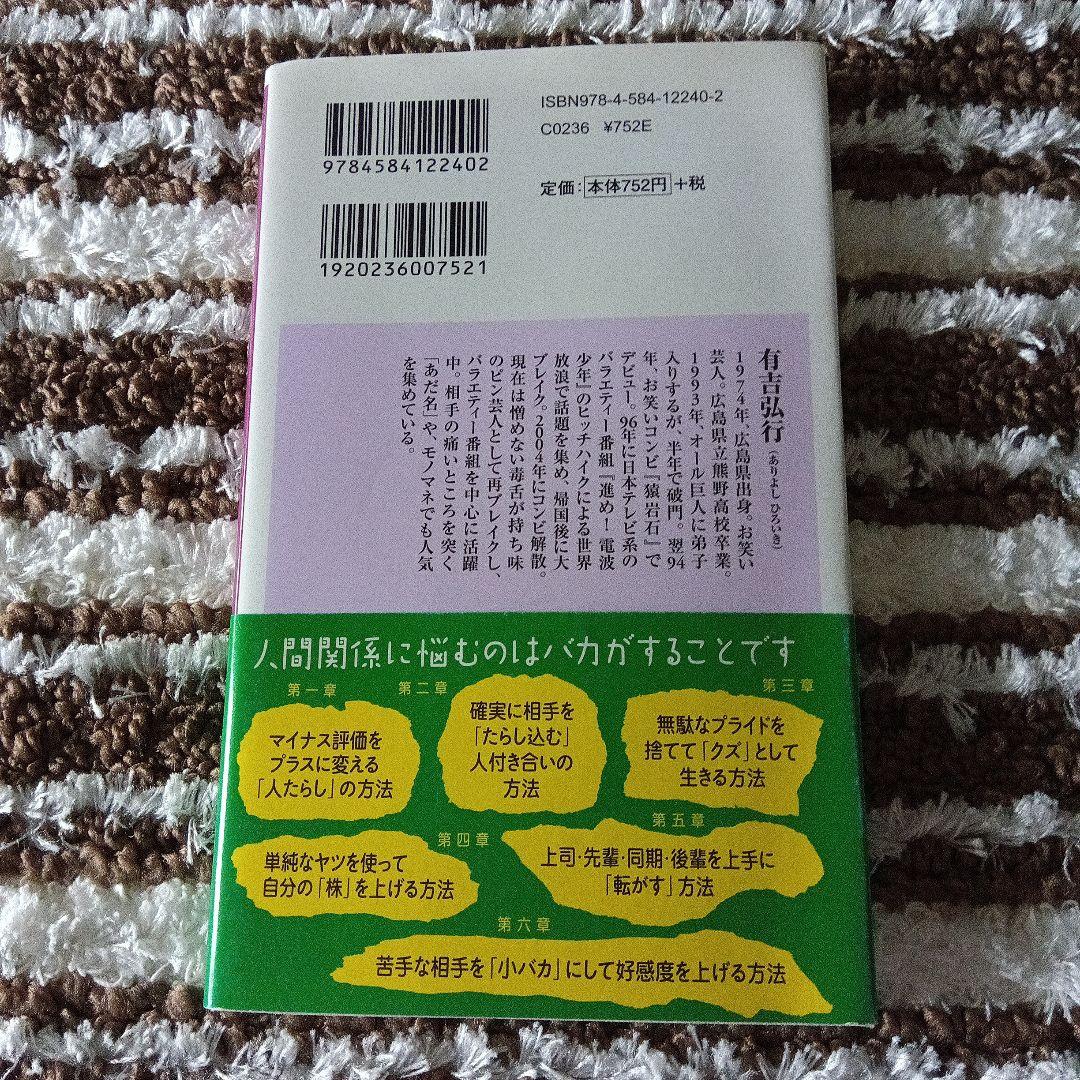 ISBN978-4-584-12240-2
C0236 ¥752E
9784584122402
定価:本体752円+税
1920236007521
有吉弘行(ありよし ひろいき)
1974年、広島県出身。お笑い
芸人。広島県立熊野高校卒業。
1993年、オール巨人に弟子
入りするが、半年で破門。翌94
年、お笑いコンビ『猿岩石』で
デビュー。96年に日本テレビ系の
バラエティー番組『進め! 電波
少年』のヒッチハイクによる世界
放浪で話題を集め、帰国後に大
ブレイク。2004年にコンビ解散。
現在は憎めない毒舌が持ち味
のピン芸人として再ブレイクし、
バラエティー番組を中心に活躍
中。相手の痛いところを突く
「あだ名」や、モノマネでも人気
を集めている。
人間関係に悩むのはバカがすることです
第一章
マイナス評価を
プラスに変える
「人たらし」の方法
第二章
確実に相手を
「たらし込む」
人付き合いの
方法
第三章
無駄なプライドを
捨てて「クズ」として
生きる方法
第四章
単純なヤツを使って
自分の「株」を上げる方法
第五章
上司・先輩・同期・後輩を上手に
「転がす」方法
第六章
苦手な相手を「小バカ」にして好感度を上げる方法